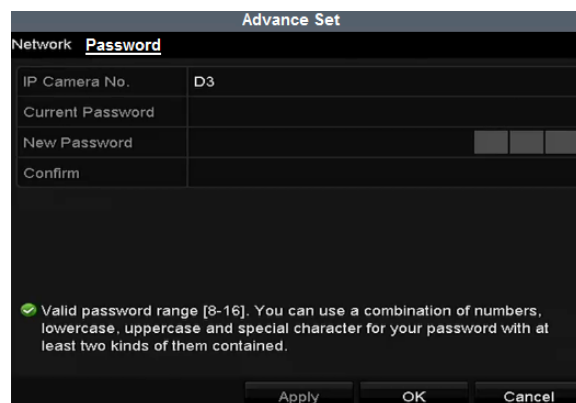 Advance Set
Network Password
IP Camera No. D3
Current Password
New Password
Confirm
Valid password range [8-16]. You can use a combination of numbers,
lowercase, uppercase and special character for your password with at
least two kinds of them contained.
Apply OK Cancel